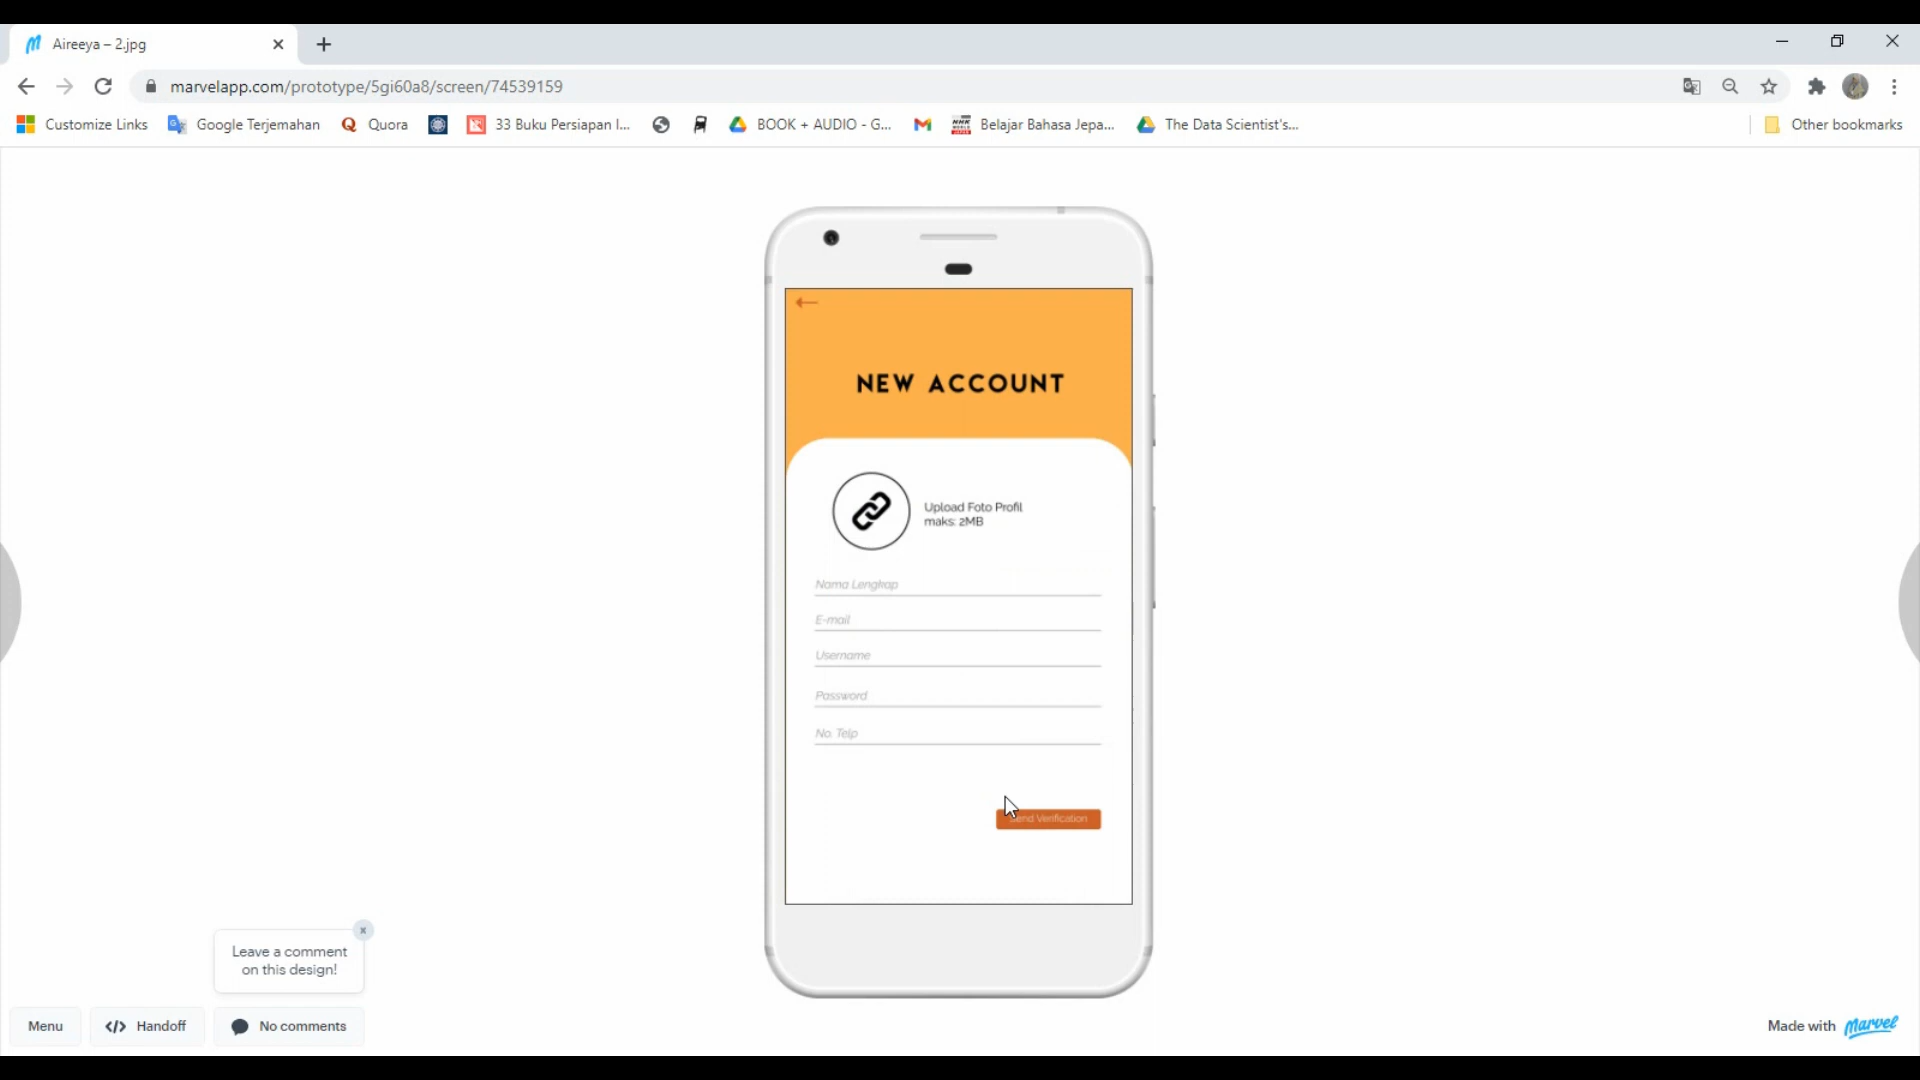 Aireeya – 2.jpg
marvelapp.com/prototype/5gi60a8/screen/74539159
Customize Links
Google Terjemahan
Quora
33 Buku Persiapan I...
BOOK + AUDIO - G...
Belajar Bahasa Jepa...
The Data Scientist's...
Other bookmarks
NEW ACCOUNT
Upload Foto Profil
maks: 2MB
Nama Lengkap
E-mail
Username
Password
No. Telp
Send Verification
x
Leave a comment
on this design!
Menu
</> Handoff
No comments
Made with Marvel